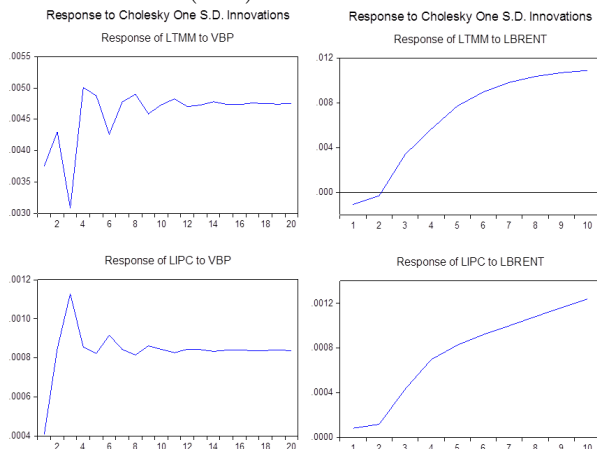 Response to Cholesky One S.D. Innovations
Response of LTMM to VBP
.0055
.0050
.0045
.0040
.0035
.0030
2 4 6 8 10 12 14 16 18 20
Response of LIPC to VBP
.0012
.0010
.0008
.0006
.0004
2 4 6 8 10 12 14 16 18 20
Response to Cholesky One S.D. Innovations
Response of LTMM to LBRENT
.012
.008
.004
.000
1 2 3 4 5 6 7 8 9 10
Response of LIPC to LBRENT
.0012
.0008
.0004
.0000
1 2 3 4 5 6 7 8 9 10